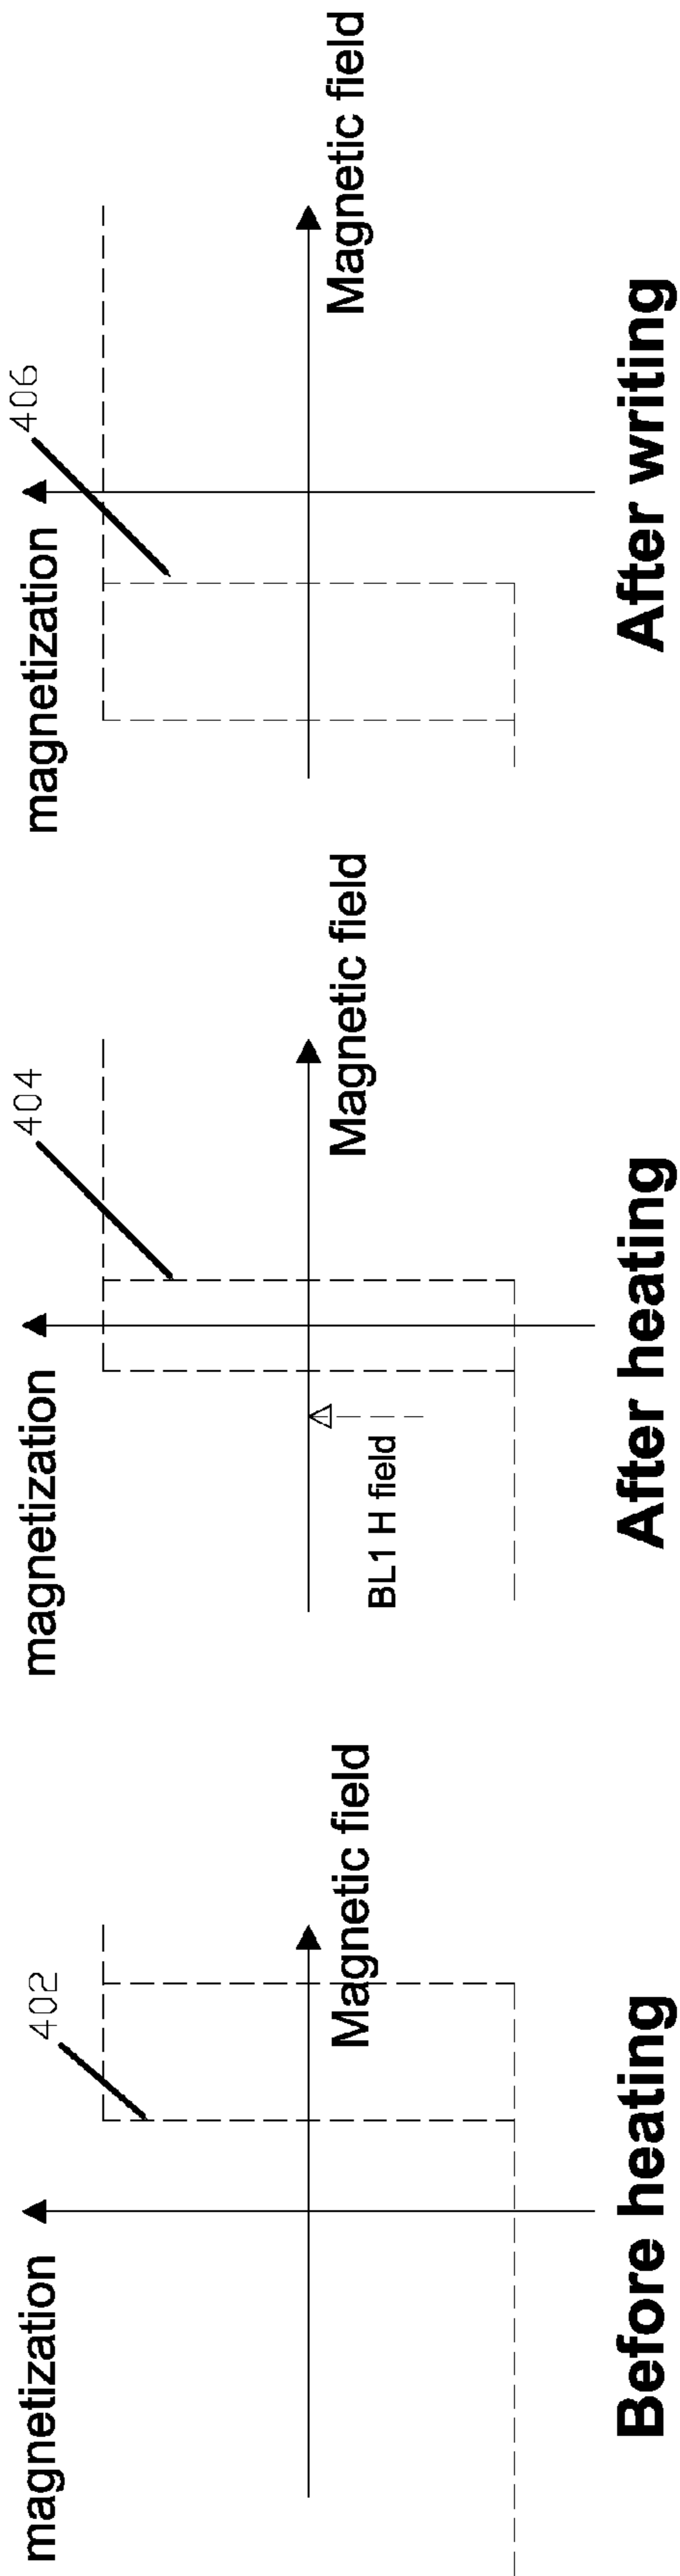 magnetization
402
Magnetic field
Before heating
magnetization
404
Magnetic field
BL1 H field
After heating
magnetization
406
Magnetic field
After writing